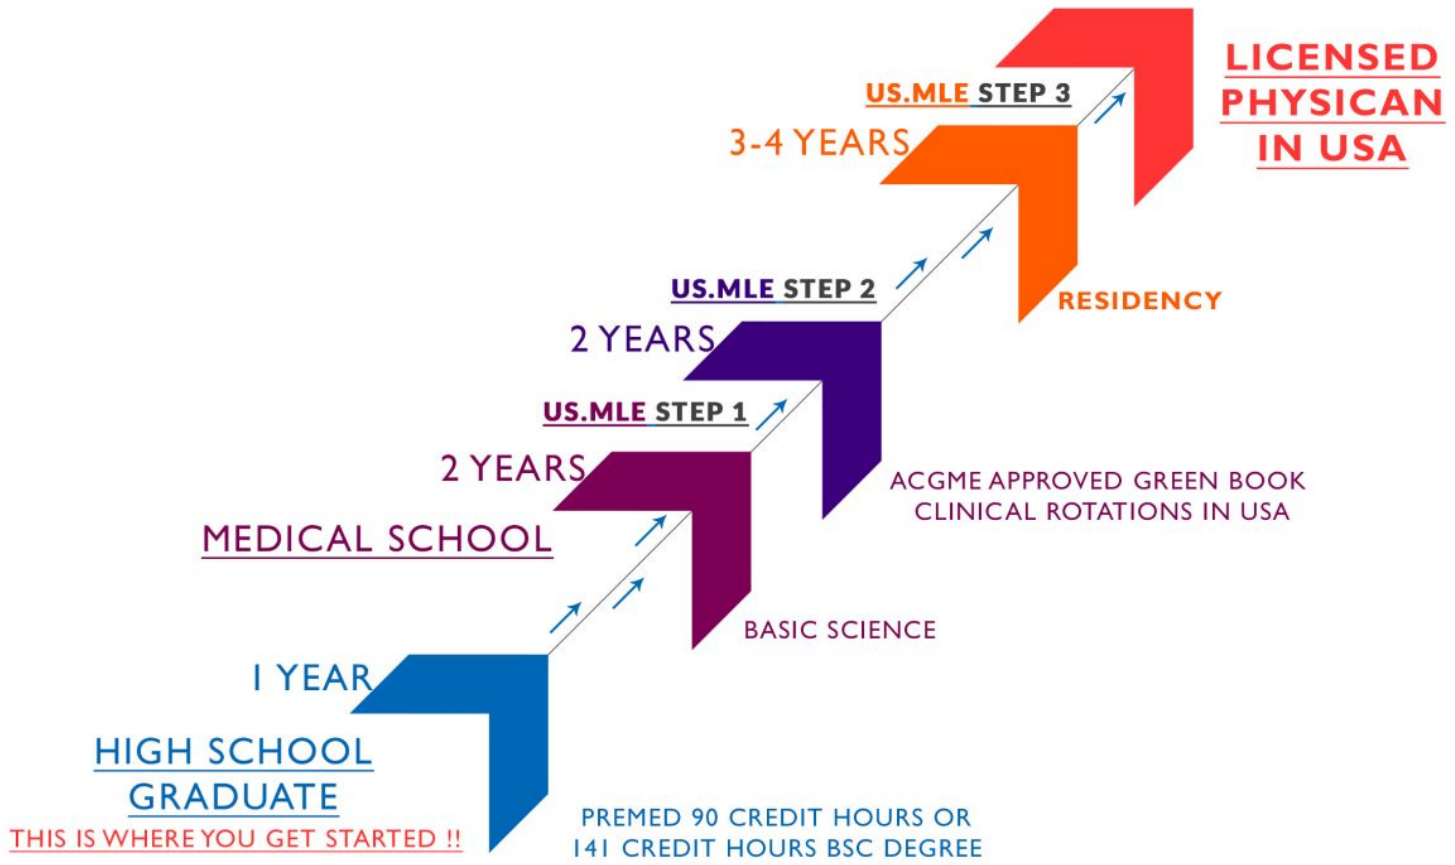 LICENSED
PHYSICAN
IN USA
US.MLE STEP 3
3-4 YEARS
RESIDENCY
US.MLE STEP 2
2 YEARS
ACGME APPROVED GREEN BOOK
CLINICAL ROTATIONS IN USA
US.MLE STEP 1
2 YEARS
MEDICAL SCHOOL
BASIC SCIENCE
1 YEAR
HIGH SCHOOL
GRADUATE
THIS IS WHERE YOU GET STARTED !!
PREMED 90 CREDIT HOURS OR
141 CREDIT HOURS BSC DEGREE